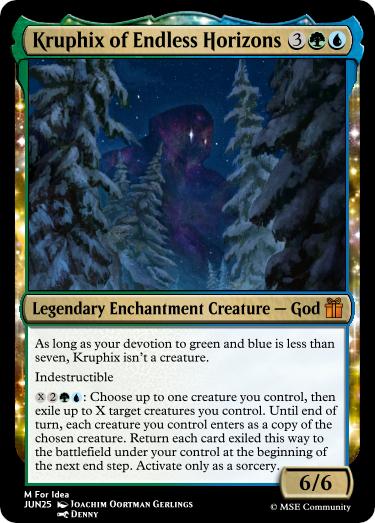 Kruphix of Endless Horizons 3
Legendary Enchantment Creature — God
As long as your devotion to green and blue is less than
seven, Kruphix isn't a creature.
Indestructible
X 2 : Choose up to one creature you control, then
exile up to X target creatures you control. Until end of
turn, each creature you control enters as a copy of the
chosen creature. Return each card exiled this way to
the battlefield under your control at the beginning of
the next end step. Activate only as a sorcery.
6/6
M For Idea
JUN25 Joachim Oortman Gerlings
Denny
© MSE Community